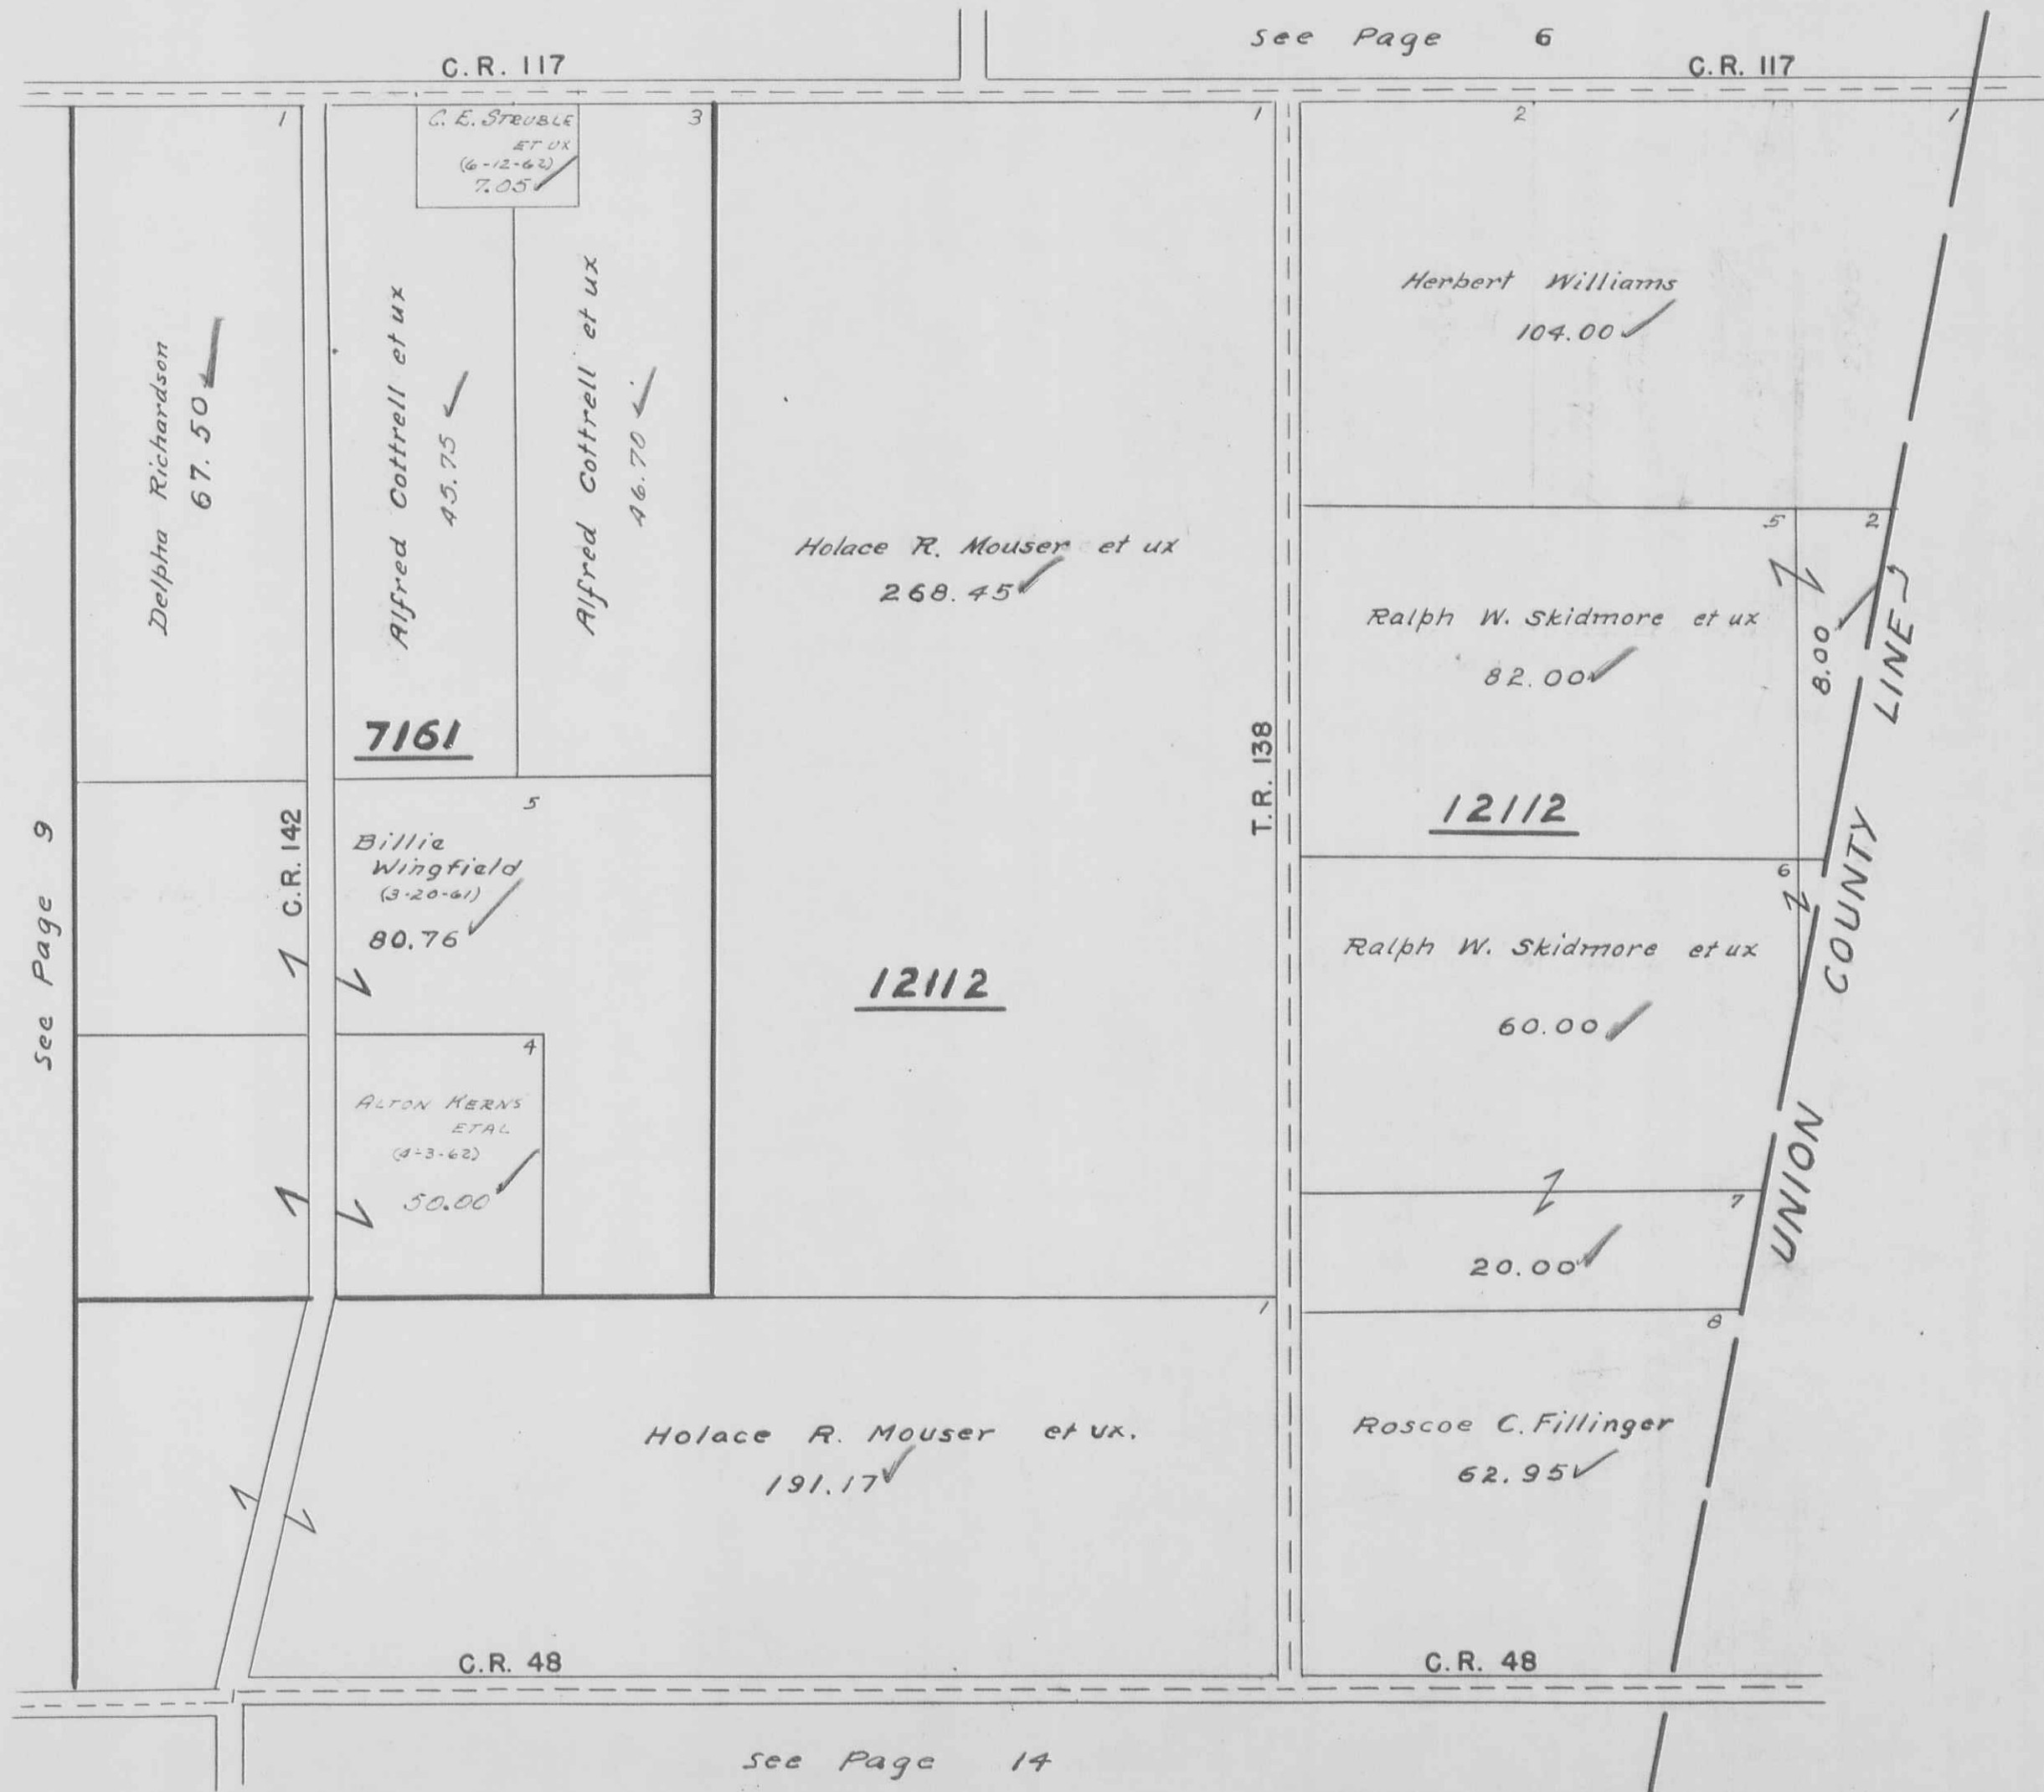 see Page 6
C.R. 117
C.R. 117
1
C. E. STRUBLE
ET UX
(6-12-62)
7.05
3
1
2
1
Delpha Richardson
67.50
Alfred Cottrell et ux
45.75
Alfred Cottrell et ux
46.70
Holace R. Mouser et ux
268.45
Herbert Williams
104.00
5
2
Ralph W. Skidmore et ux
82.00
8.00
7161
12112
T.R. 138
see Page 9
C.R. 142
5
Billie
Wingfield
(3-20-61)
80.76
12112
6
Ralph W. Skidmore et ux
60.00
UNION COUNTY LINE
4
ALTON KERNS
ETAL
(4-3-62)
50.00
7
20.00
1
8
Holace R. Mouser et ux.
191.17
Roscoe C. Fillinger
62.95
C.R. 48
C.R. 48
see Page 14